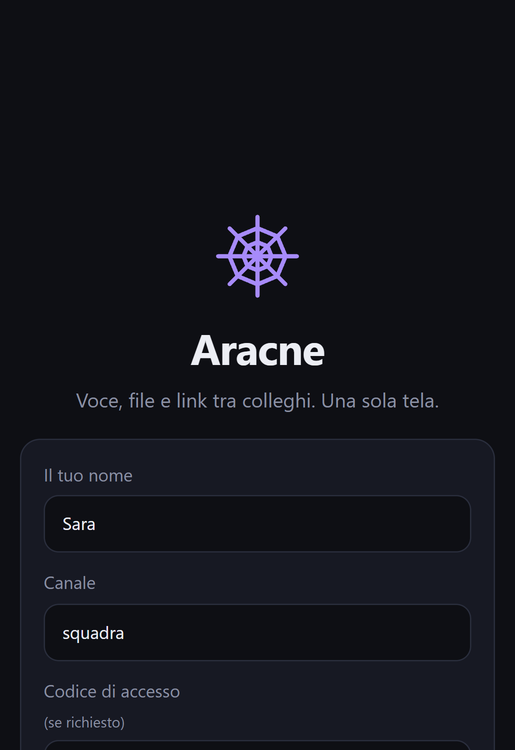 Aracne
Voce, file e link tra colleghi. Una sola tela.
Il tuo nome
Sara
Canale
squadra
Codice di accesso
(se richiesto)